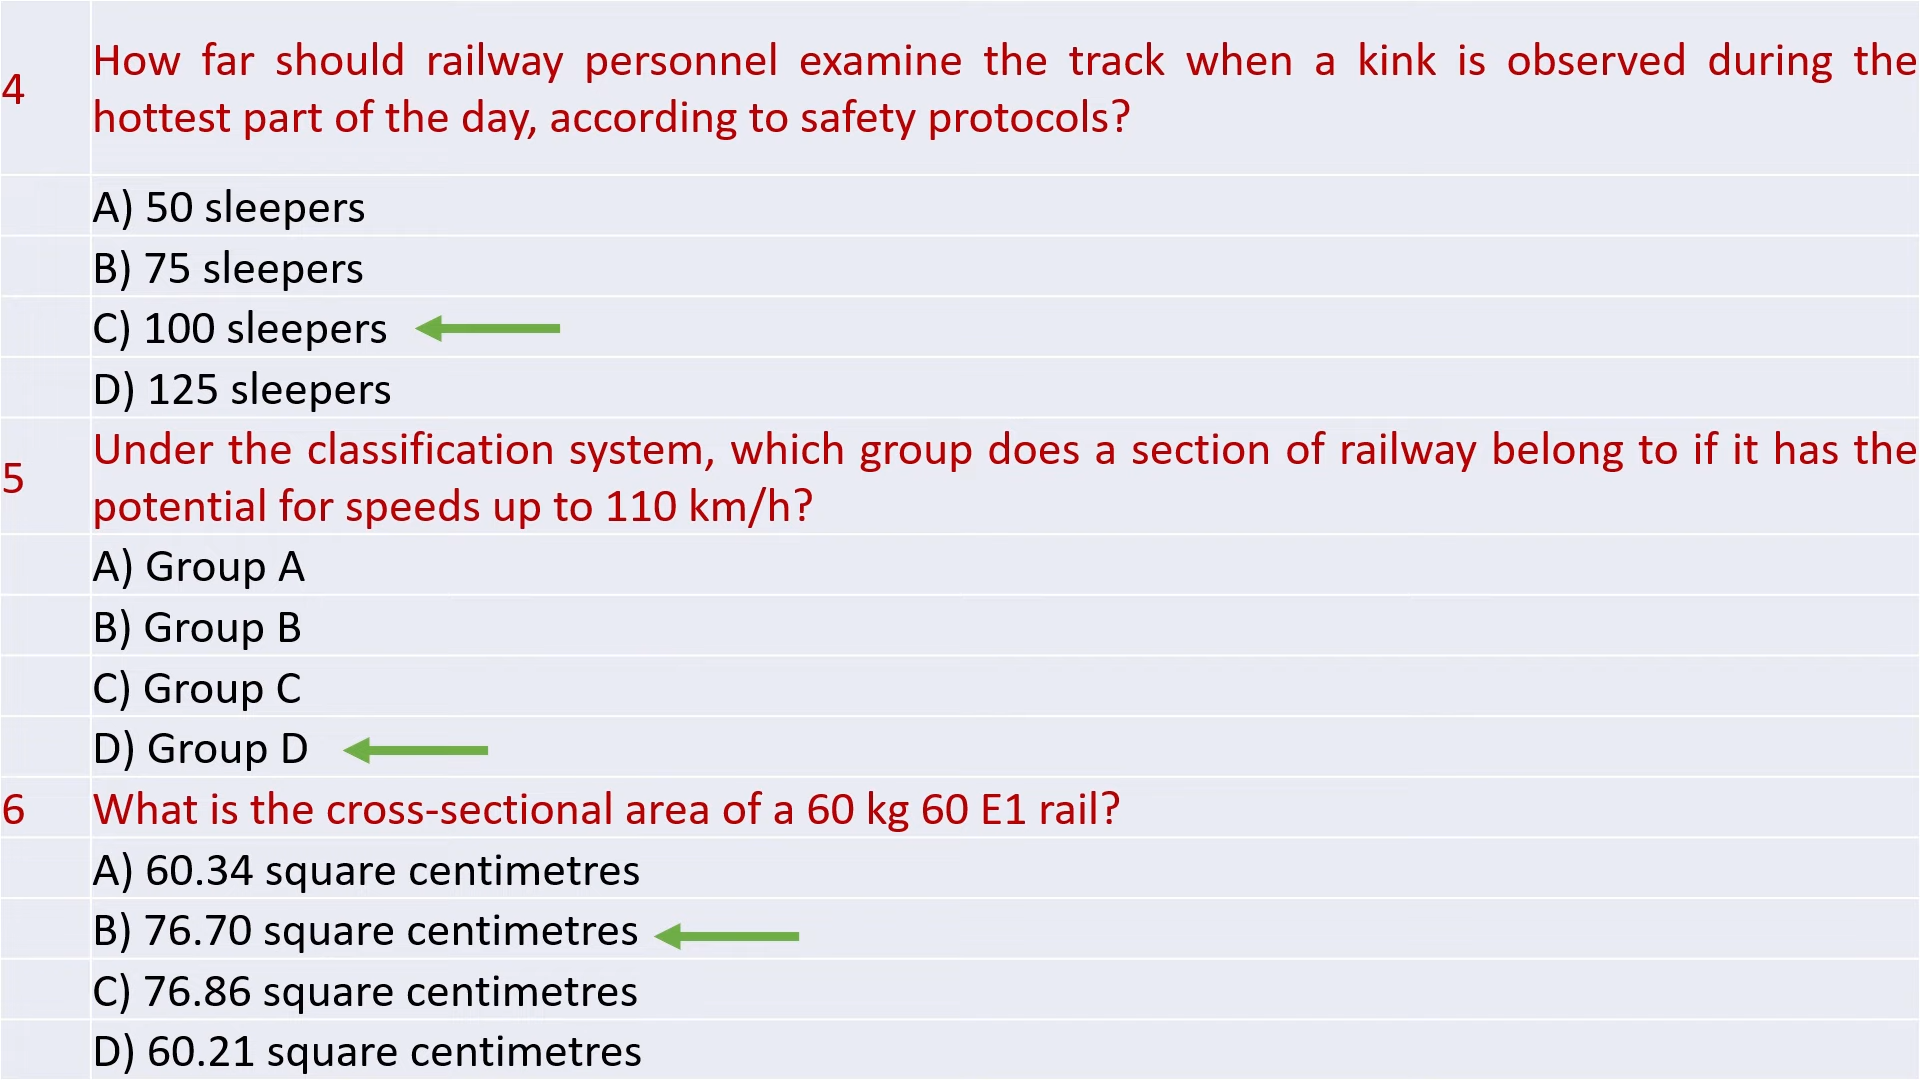 4
How far should railway personnel examine the track when a kink is observed during the
hottest part of the day, according to safety protocols?
A) 50 sleepers
B) 75 sleepers
C) 100 sleepers
D) 125 sleepers
5
Under the classification system, which group does a section of railway belong to if it has the
potential for speeds up to 110 km/h?
A) Group A
B) Group B
C) Group C
D) Group D
6 What is the cross-sectional area of a 60 kg 60 E1 rail?
A) 60.34 square centimetres
B) 76.70 square centimetres
C) 76.86 square centimetres
D) 60.21 square centimetres